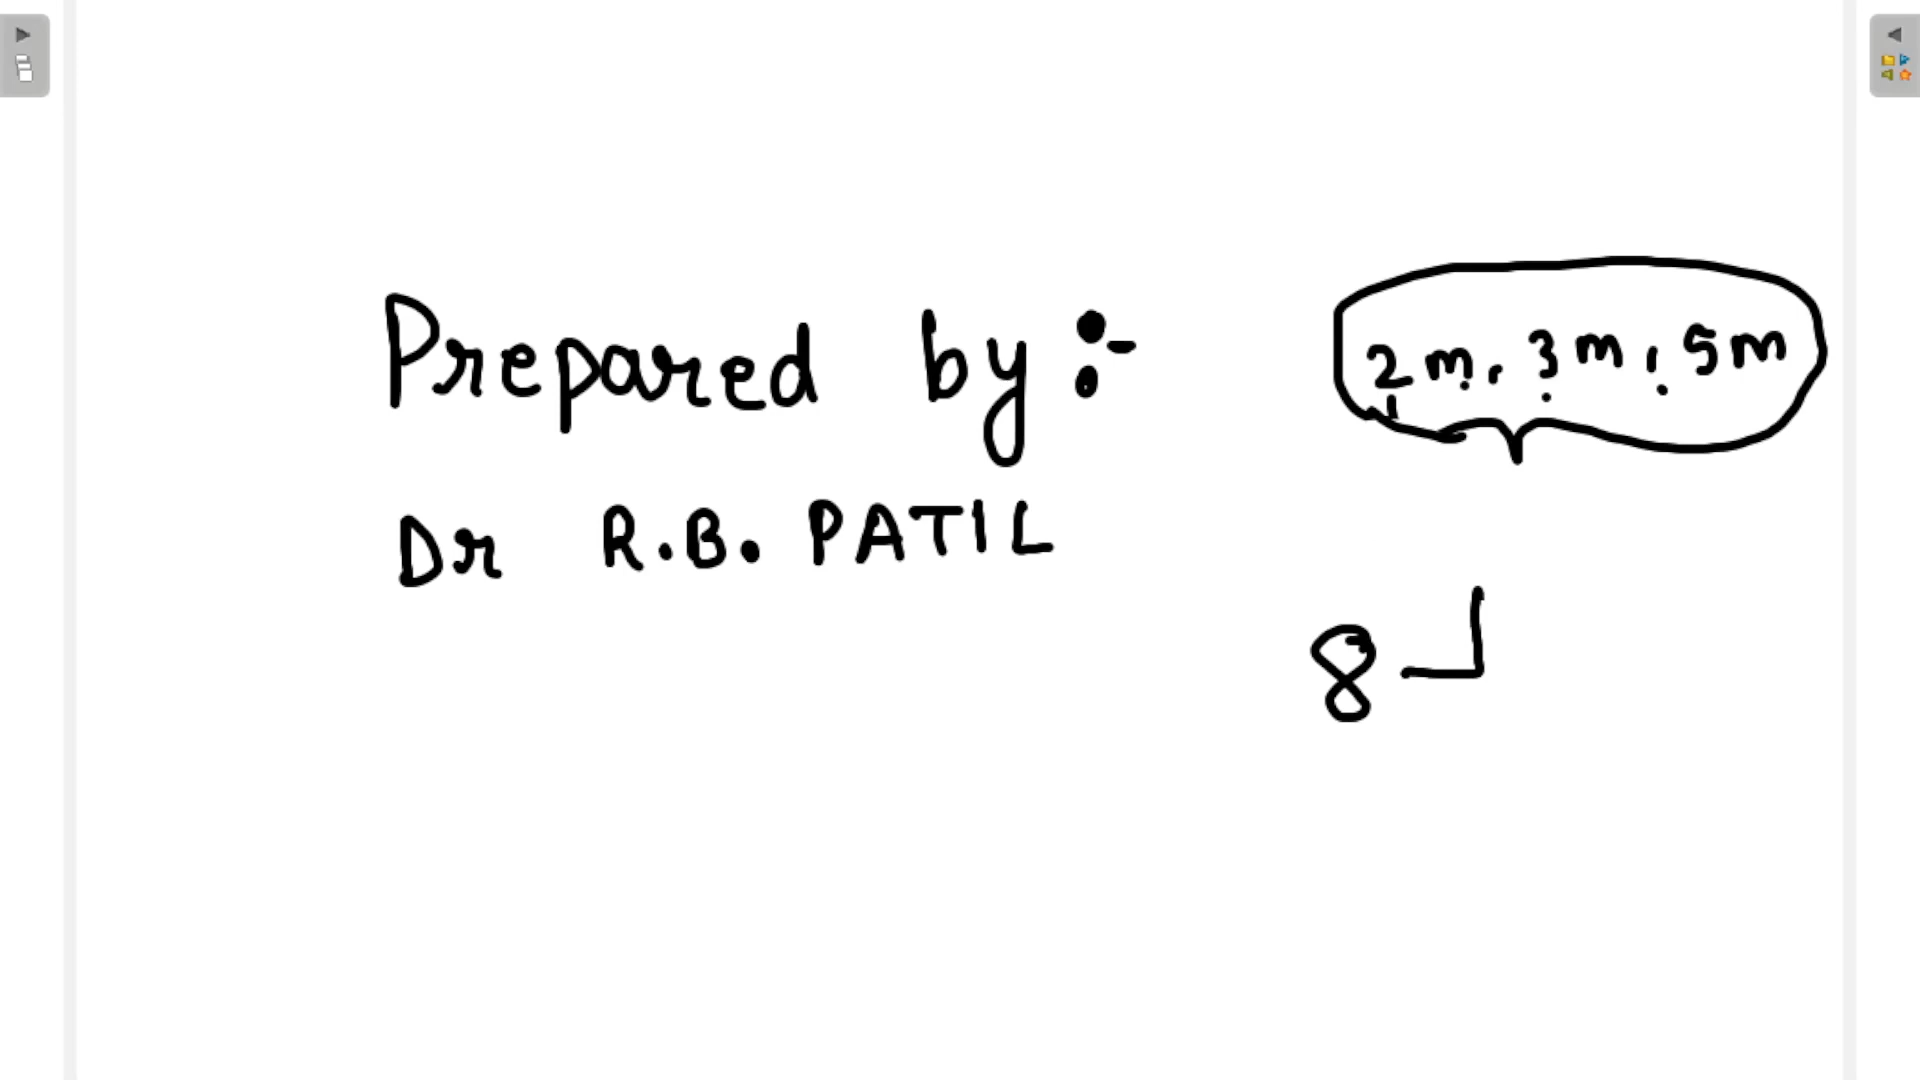 Prepared by :-
2m, 3m, 5m
Dr R.B. PATIL
8